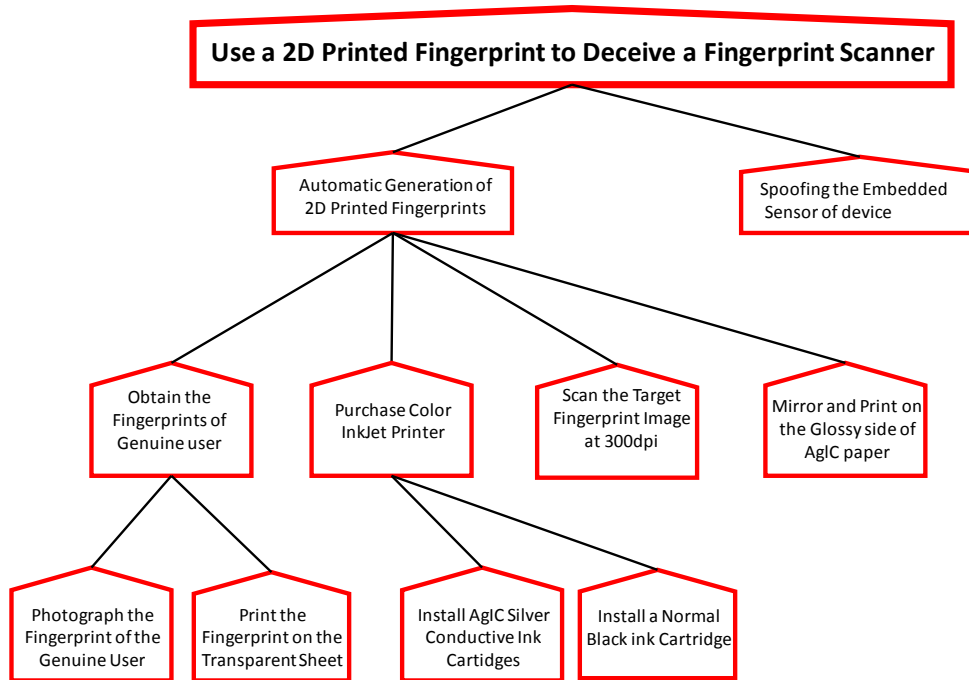 Use a 2D Printed Fingerprint to Deceive a Fingerprint Scanner
Automatic Generation of
2D Printed Fingerprints
Spoofing the Embedded
Sensor of device
Obtain the
Fingerprints of
Genuine user
Purchase Color
InkJet Printer
Scan the Target
Fingerprint Image
at 300dpi
Mirror and Print on
the Glossy side of
AglC paper
Photograph the
Fingerprint of the
Genuine User
Print the
Fingerprint on the
Transparent Sheet
Install AglC Silver
Conductive Ink
Cartidges
Install a Normal
Black ink Cartridge